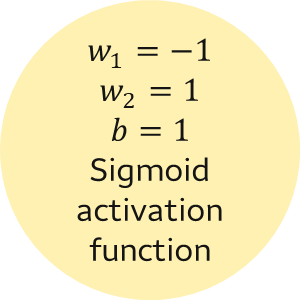 w₁ = −1
w₂ = 1
b = 1
Sigmoid
activation
function